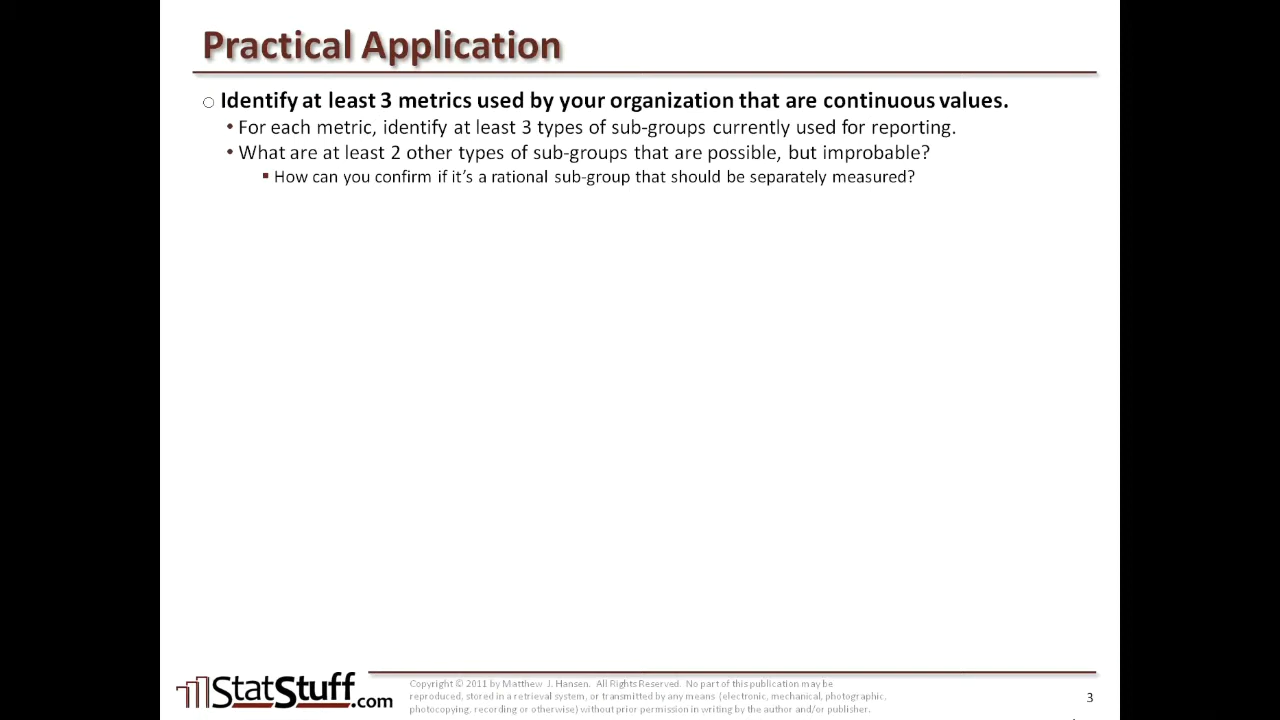 Practical Application
○ Identify at least 3 metrics used by your organization that are continuous values.
• For each metric, identify at least 3 types of sub-groups currently used for reporting.
• What are at least 2 other types of sub-groups that are possible, but improbable?
▪ How can you confirm if it's a rational sub-group that should be separately measured?
StatStuff.com
Copyright © 2011 by Matthew J. Hansen. All Rights Reserved. No part of this publication may be
reproduced, stored in a retrieval system, or transmitted by any means (electronic, mechanical, photographic,
photocopying, recording or otherwise) without prior permission in writing by the author and/or publisher.
3